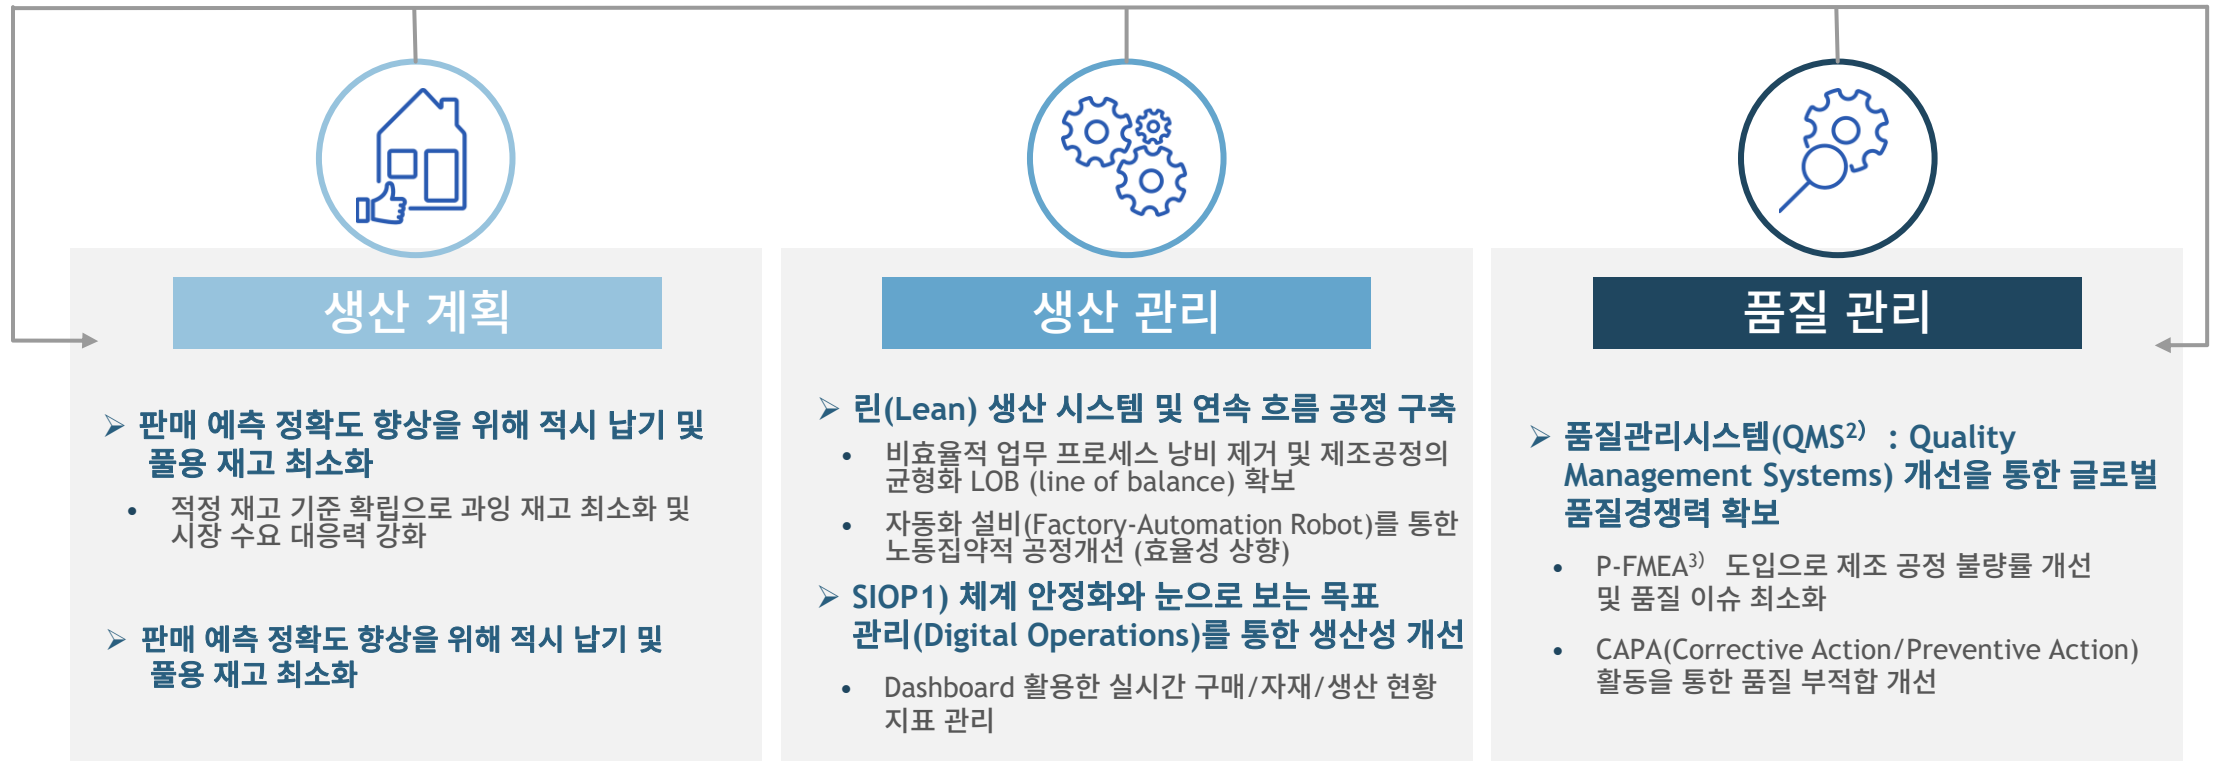 생산 계획
➢ 판매 예측 정확도 향상을 위해 적시 납기 및
풀용 재고 최소화
• 적정 재고 기준 확립으로 과잉 재고 최소화 및
시장 수요 대응력 강화
➢ 판매 예측 정확도 향상을 위해 적시 납기 및
풀용 재고 최소화
생산 관리
➢ 린(Lean) 생산 시스템 및 연속 흐름 공정 구축
• 비효율적 업무 프로세스 낭비 제거 및 제조공정의
균형화 LOB (line of balance) 확보
• 자동화 설비(Factory-Automation Robot)를 통한
노동집약적 공정개선 (효율성 상향)
➢ SIOP1) 체계 안정화와 눈으로 보는 목표
관리(Digital Operations)를 통한 생산성 개선
• Dashboard 활용한 실시간 구매/자재/생산 현황
지표 관리
품질 관리
➢ 품질관리시스템(QMS²⁾ : Quality
Management Systems) 개선을 통한 글로벌
품질경쟁력 확보
• P-FMEA³⁾ 도입으로 제조 공정 불량률 개선
및 품질 이슈 최소화
• CAPA(Corrective Action/Preventive Action)
활동을 통한 품질 부적합 개선